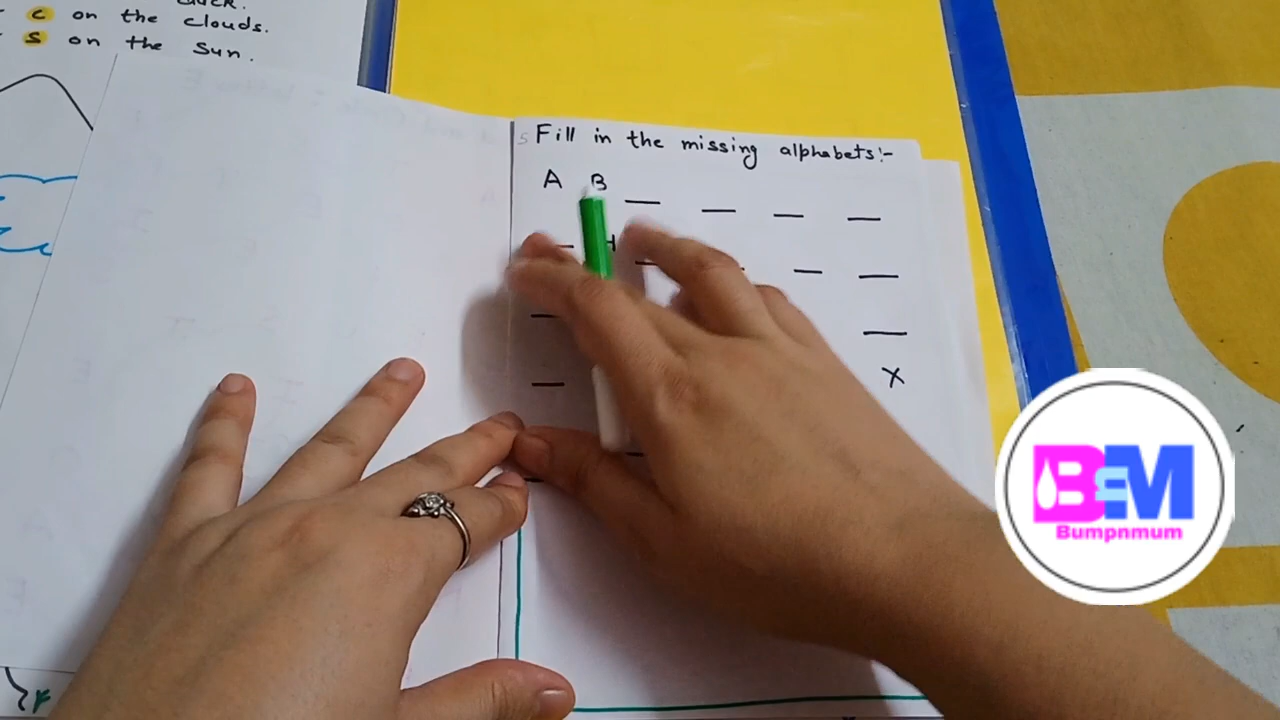 c on the clouds.
s on the sun.
Fill in the missing alphabets:-
A B _ _ _ _
_ H _ _ _
_ _
_ X
B&M
Bumpnmum